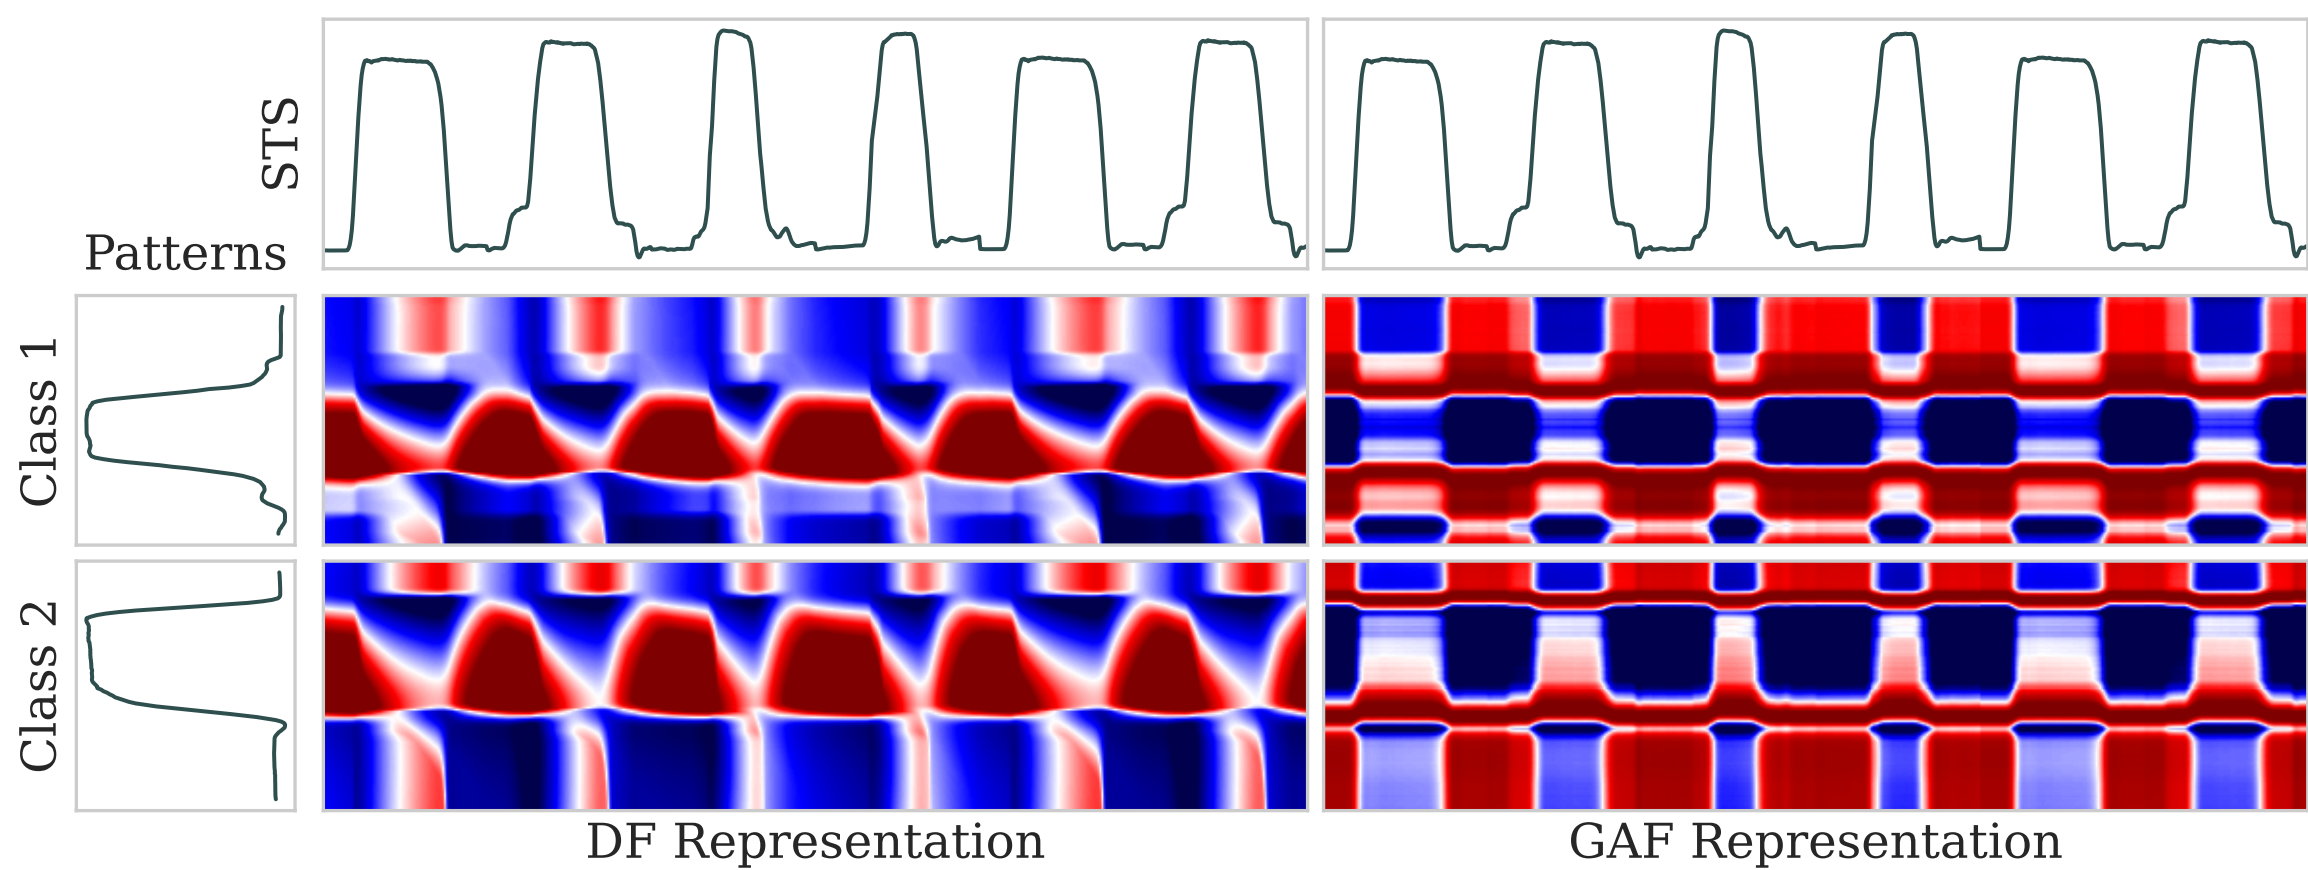 STS
Patterns
Class 1
Class 2
DF Representation
GAF Representation